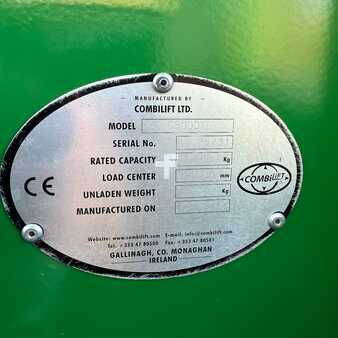 MANUFACTURED BY
COMBILIFT LTD.
MODEL
SERIAL No.
RATED CAPACITY Kg
LOAD CENTER mm
UNLADEN WEIGHT Kg
MANUFACTURED ON
CE
COMBiLiFT
Website: www.combilift.com E-mail: info@combilift.com
Tel: + 353 47 80500 Fax: + 353 47 80501
GALLINAGH, CO. MONAGHAN
IRELAND